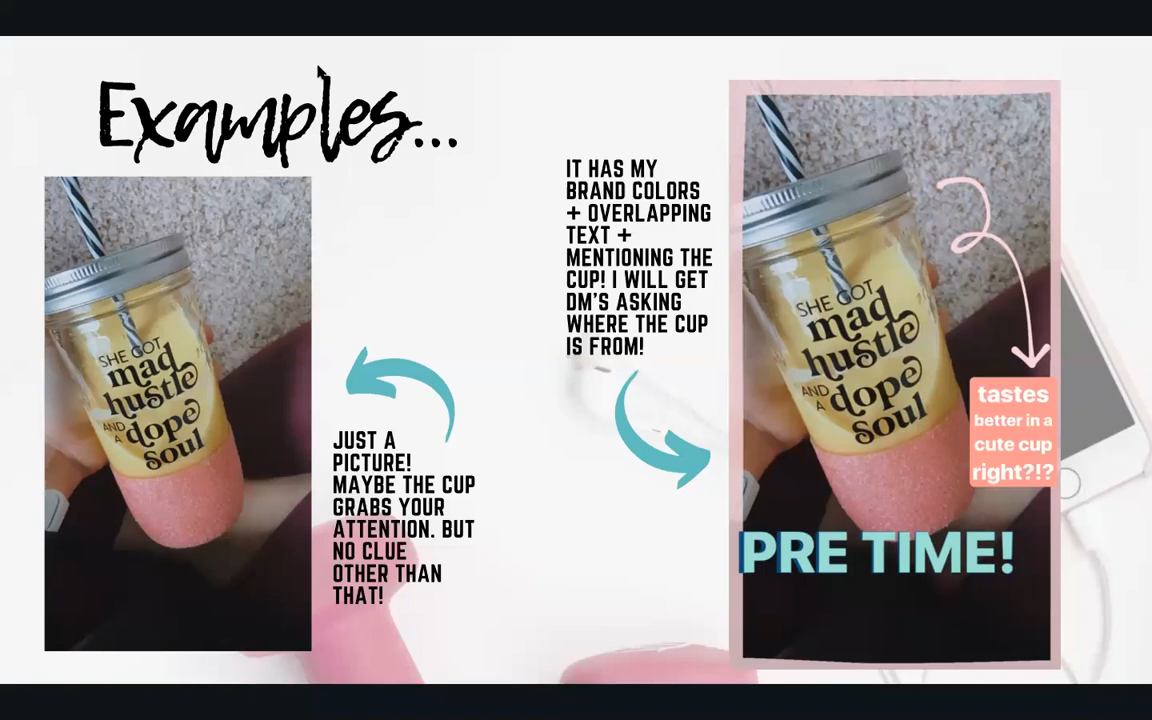 Examples...
SHE GOT
mad
hustle
AND
A dope
soul
JUST A
PICTURE!
MAYBE THE CUP
GRABS YOUR
ATTENTION. BUT
NO CLUE
OTHER THAN
THAT!
IT HAS MY
BRAND COLORS
+ OVERLAPPING
TEXT +
MENTIONING THE
CUP! I WILL GET
DM'S ASKING
WHERE THE CUP
IS FROM!
SHE GOT
mad
hustle
AND
A dope
soul
tastes
better in a
cute cup
right?!?
PRE TIME!